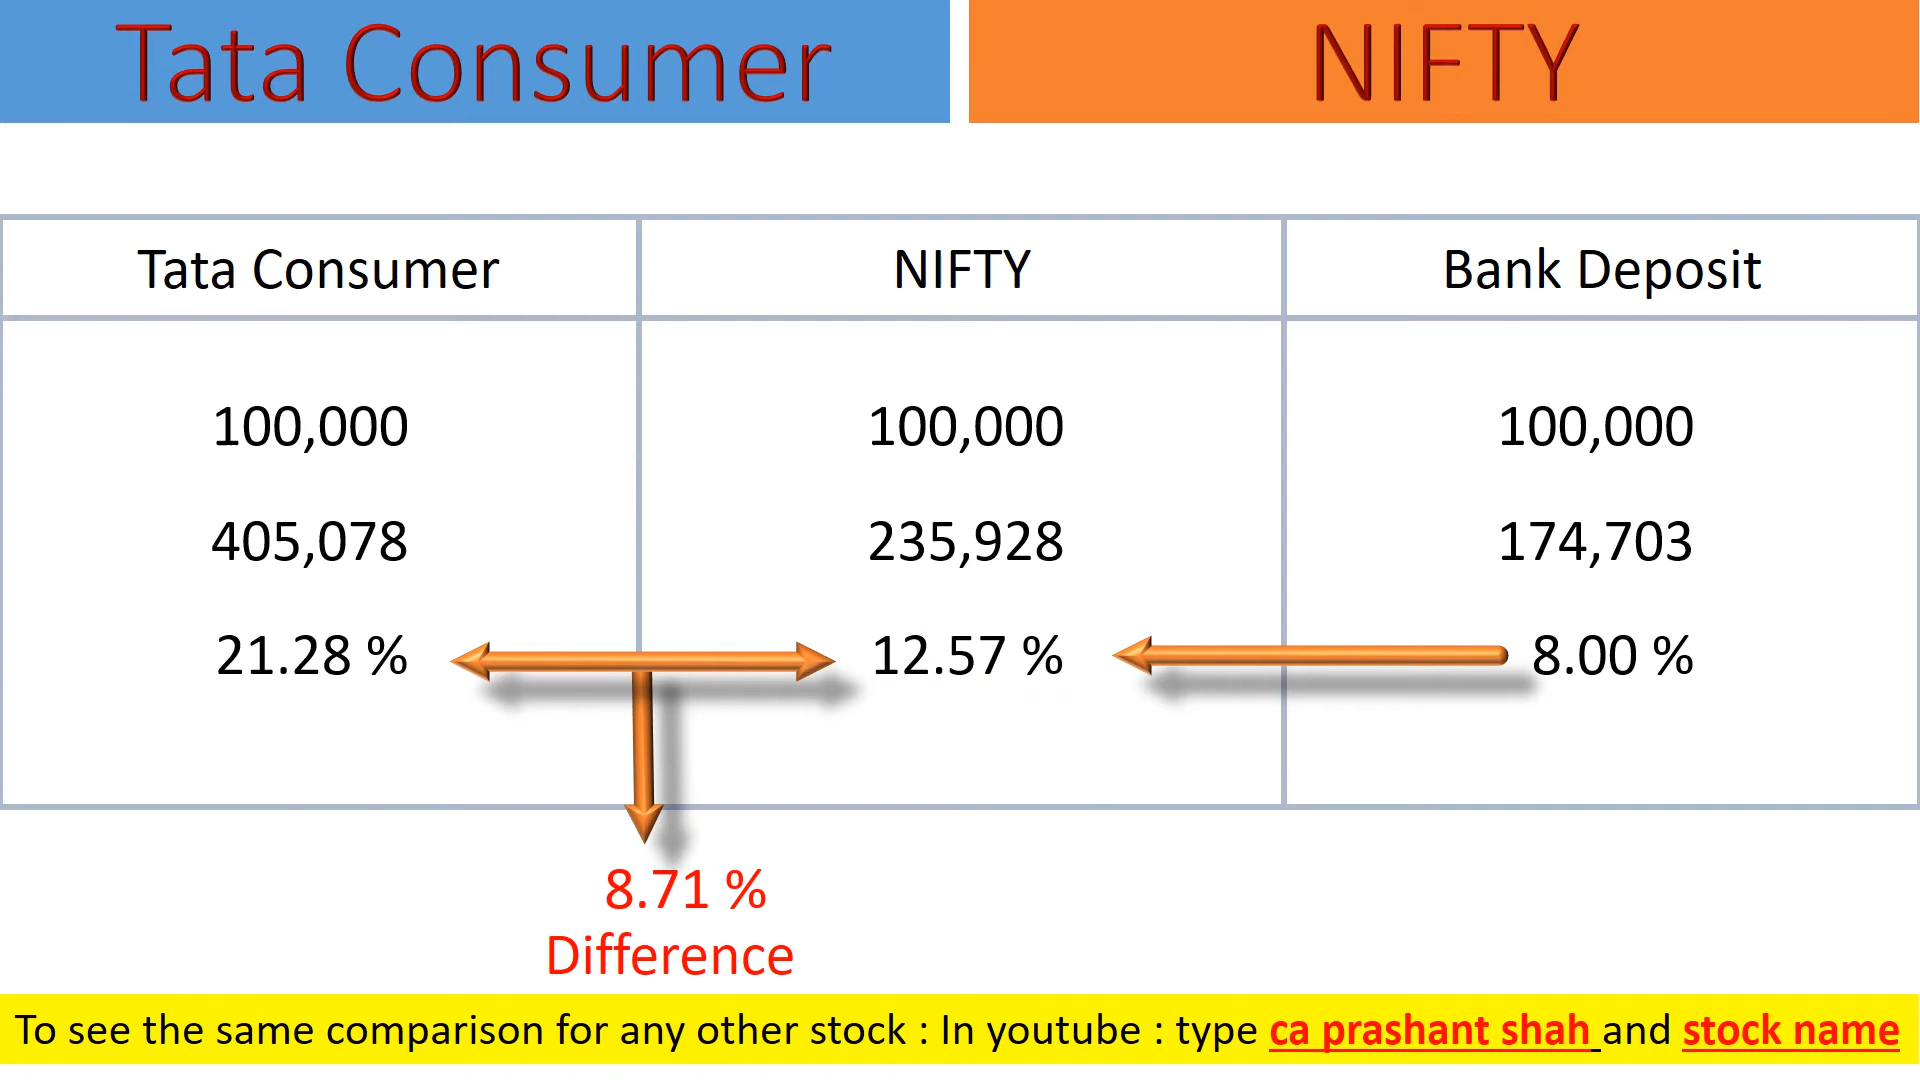 Tata Consumer
NIFTY
Tata Consumer NIFTY Bank Deposit
100,000 100,000 100,000
405,078 235,928 174,703
21.28 % 12.57 % 8.00 %
8.71 %
Difference
To see the same comparison for any other stock : In youtube : type ca prashant shah and stock name